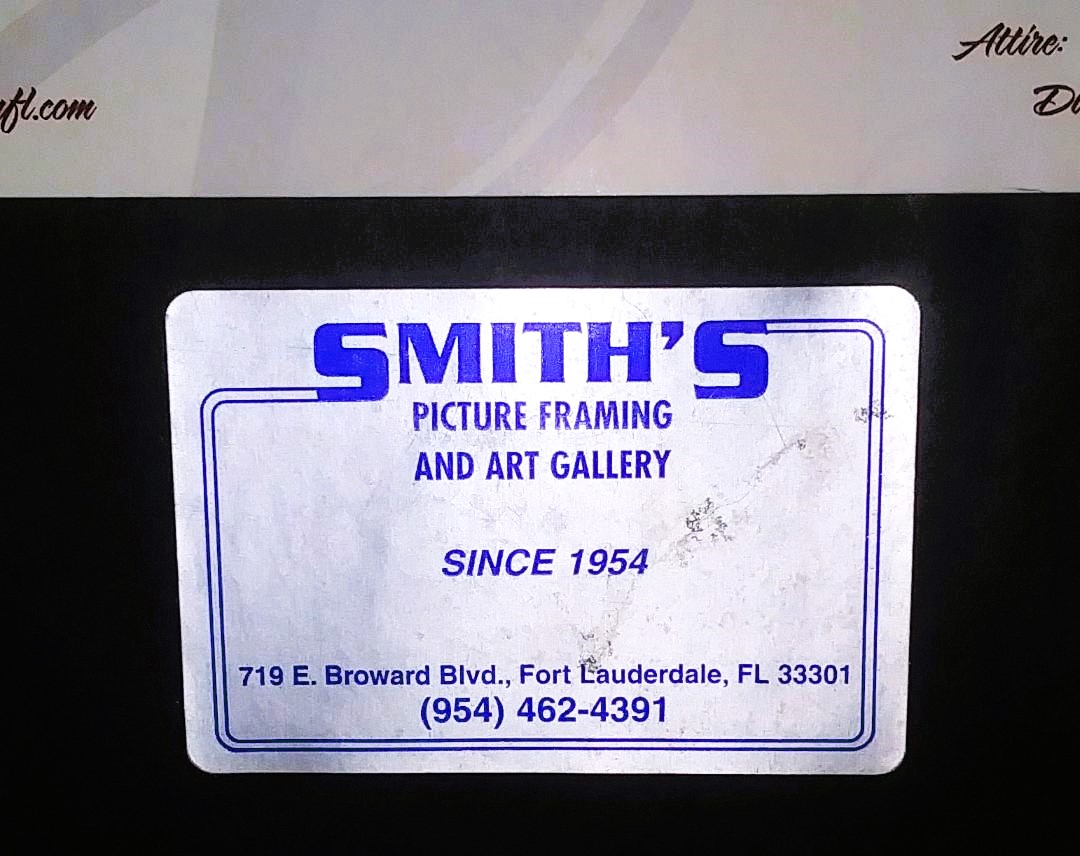 Attire:
fl.com
SMITH'S
PICTURE FRAMING
AND ART GALLERY
SINCE 1954
719 E. Broward Blvd., Fort Lauderdale, FL 33301
(954) 462-4391